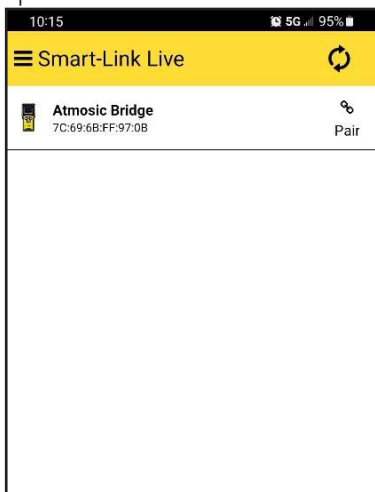 10:15 5G 95%
Smart-Link Live
Atmosic Bridge
7C:69:6B:FF:97:0B
Pair